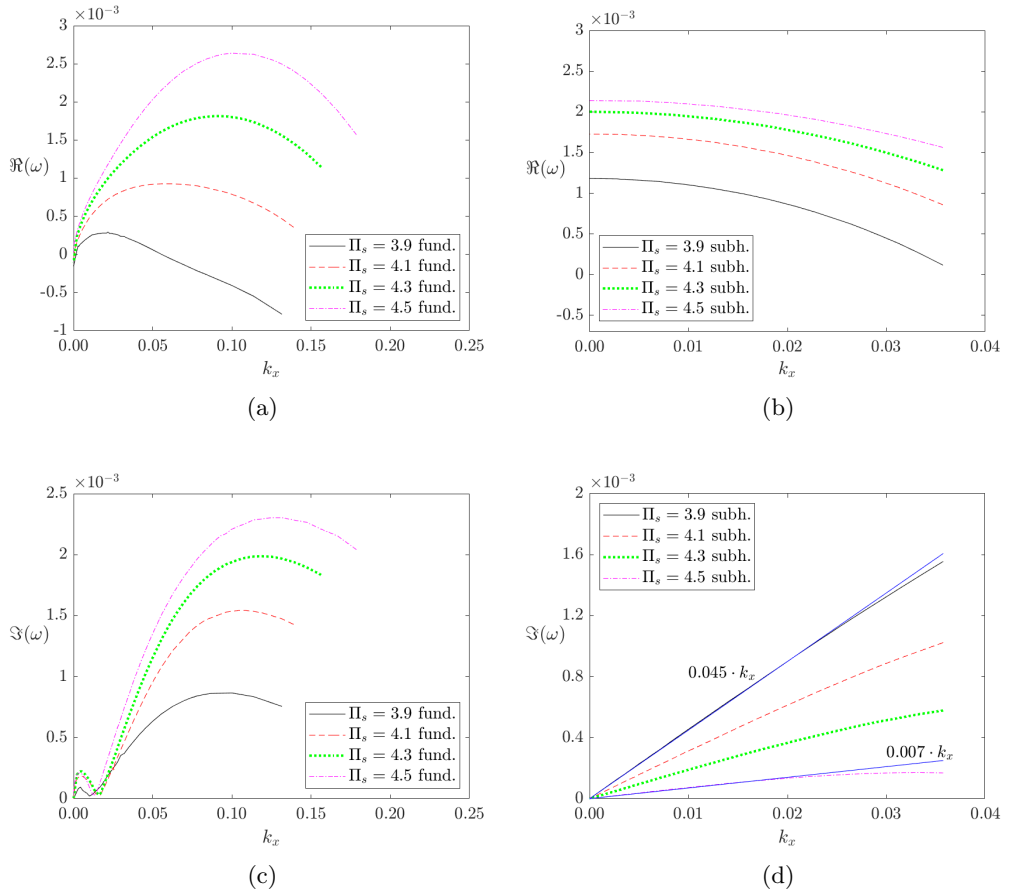 ×10⁻³
3
2.5
2
1.5
1
0.5
0
-0.5
-1
ℜ(ω)
Πs = 3.9 fund.
Πs = 4.1 fund.
Πs = 4.3 fund.
Πs = 4.5 fund.
0.00 0.05 0.10 0.15 0.20 0.25
kx
(a)
×10⁻³
3
2.5
2
1.5
1
0.5
0
-0.5
ℜ(ω)
Πs = 3.9 subh.
Πs = 4.1 subh.
Πs = 4.3 subh.
Πs = 4.5 subh.
0.00 0.01 0.02 0.03 0.04
kx
(b)
×10⁻³
2.5
2
1.5
1
0.5
0
ℑ(ω)
Πs = 3.9 fund.
Πs = 4.1 fund.
Πs = 4.3 fund.
Πs = 4.5 fund.
0.00 0.05 0.10 0.15 0.20 0.25
kx
(c)
×10⁻³
2
1.6
1.2
0.8
0.4
0
ℑ(ω)
Πs = 3.9 subh.
Πs = 4.1 subh.
Πs = 4.3 subh.
Πs = 4.5 subh.
0.045 · kx
0.007 · kx
0.00 0.01 0.02 0.03 0.04
kx
(d)